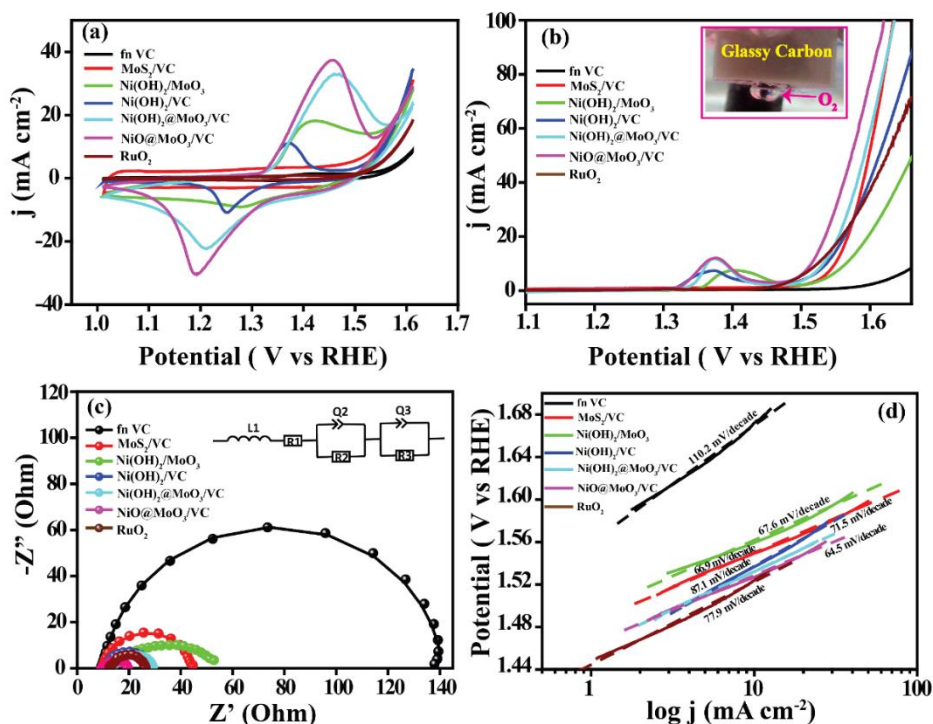 (a)
fn VC
MoS₂/VC
Ni(OH)₂/MoO₃
Ni(OH)₂/VC
Ni(OH)₂@MoO₃/VC
NiO@MoO₃/VC
RuO₂
40
20
0
-20
-40
j (mA cm⁻²)
1.0 1.1 1.2 1.3 1.4 1.5 1.6 1.7
Potential ( V vs RHE)
(b)
Glassy Carbon
O₂
fn VC
MoS₂/VC
Ni(OH)₂/MoO₃
Ni(OH)₂/VC
Ni(OH)₂@MoO₃/VC
NiO@MoO₃/VC
RuO₂
100
80
60
40
20
0
j (mA cm⁻²)
1.1 1.2 1.3 1.4 1.5 1.6
Potential ( V vs RHE)
(c)
fn VC
MoS₂/VC
Ni(OH)₂/MoO₃
Ni(OH)₂/VC
Ni(OH)₂@MoO₃/VC
NiO@MoO₃/VC
RuO₂
L1 R1 Q2 R2 Q3 R3
120
100
80
60
40
20
0
-Z" (Ohm)
0 20 40 60 80 100 120 140
Z' (Ohm)
(d)
fn VC
MoS₂/VC
Ni(OH)₂/MoO₃
Ni(OH)₂/VC
Ni(OH)₂@MoO₃/VC
NiO@MoO₃/VC
RuO₂
110.2 mV/decade
67.6 mV/decade
66.9 mV/decade
71.5 mV/decade
87.1 mV/decade
64.5 mV/decade
77.9 mV/decade
1.68
1.64
1.60
1.56
1.52
1.48
1.44
Potential ( V vs RHE)
1 10 100
log j (mA cm⁻²)